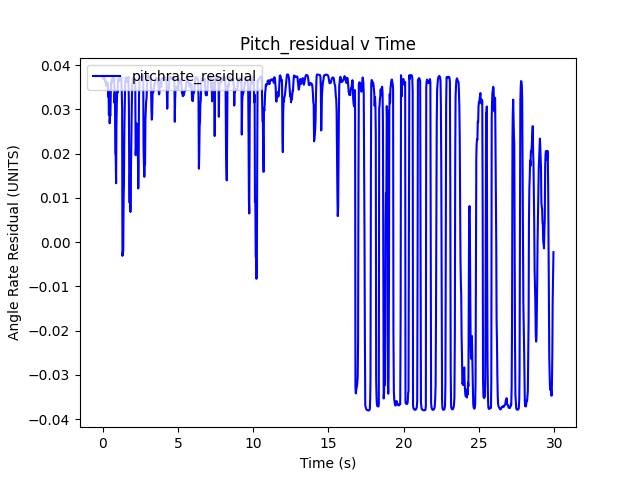 Pitch_residual v Time
pitchrate_residual
Angle Rate Residual (UNITS)
0.04
0.03
0.02
0.01
0.00
−0.01
−0.02
−0.03
−0.04
0 5 10 15 20 25 30
Time (s)